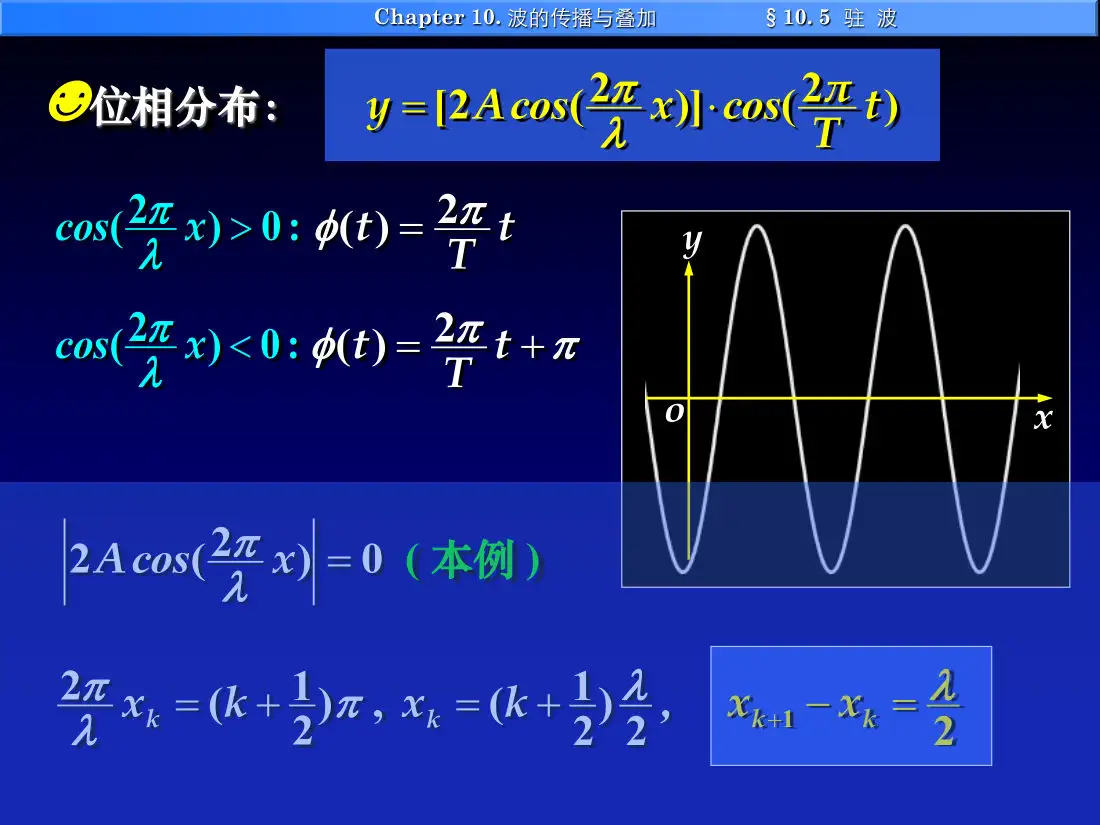 Chapter 10. 波的传播与叠加 §10.5 驻 波
位相分布: y = [2A cos(2π/λ x)]·cos(2π/T t)
cos(2π/λ x) > 0: ϕ(t) = 2π/T t
cos(2π/λ x) < 0: ϕ(t) = 2π/T t + π
y
o
x
|2A cos(2π/λ x)| = 0 (本例)
2π/λ x_k = (k + 1/2)π, x_k = (k + 1/2) λ/2, x_{k+1} − x_k = λ/2